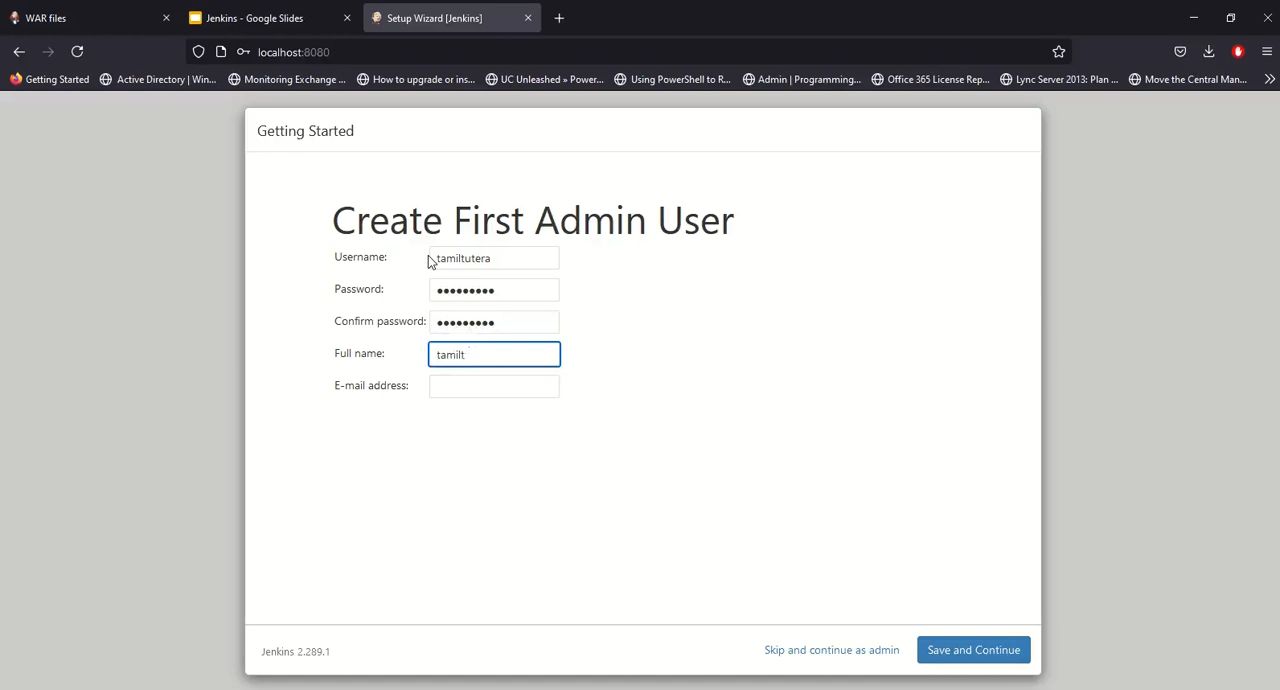 WAR files
Jenkins - Google Slides
Setup Wizard [Jenkins]
localhost:8080
Getting Started
Active Directory | Win...
Monitoring Exchange ...
How to upgrade or ins...
UC Unleashed » Power...
Using PowerShell to R...
Admin | Programming...
Office 365 License Rep...
Lync Server 2013: Plan ...
Move the Central Man...
Getting Started
Create First Admin User
Username: tamiltutera
Password: •••••••••
Confirm password: •••••••••
Full name: tamilt
E-mail address:
Jenkins 2.289.1
Skip and continue as admin
Save and Continue